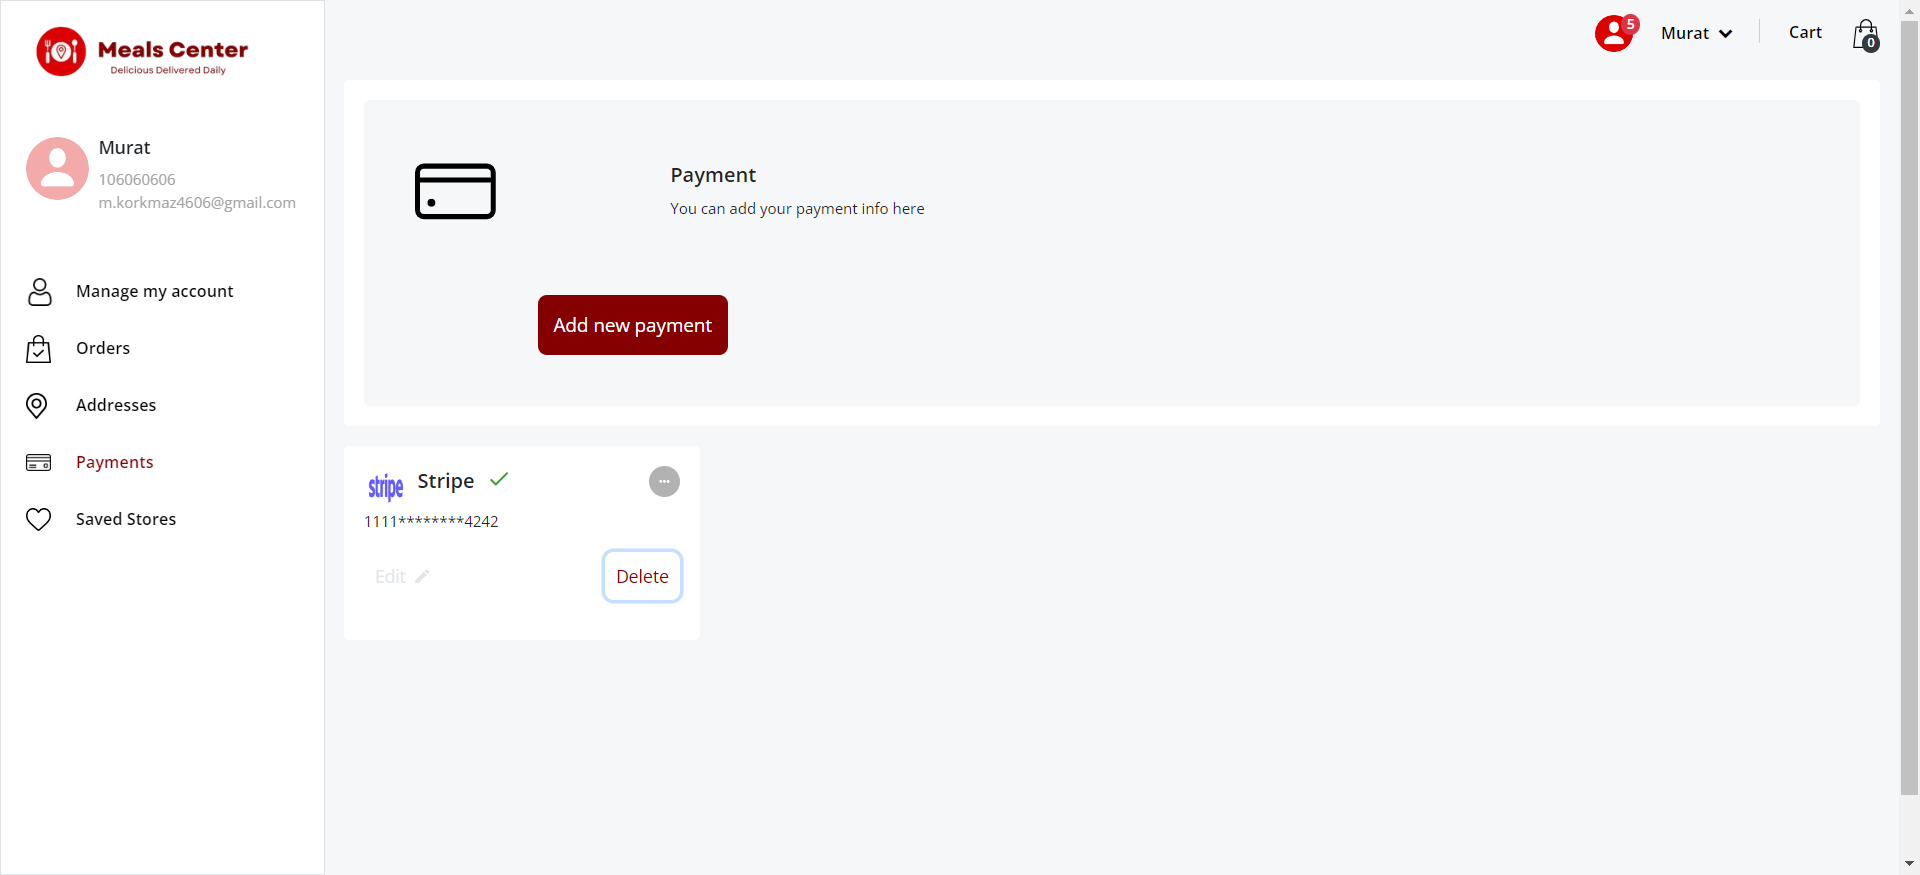 Meals Center
Delicious Delivered Daily
Murat
106060606
m.korkmaz4606@gmail.com
Manage my account
Orders
Addresses
Payments
Saved Stores
5
Murat
Cart
0
Payment
You can add your payment info here
Add new payment
stripe Stripe
1111********4242
Edit
Delete